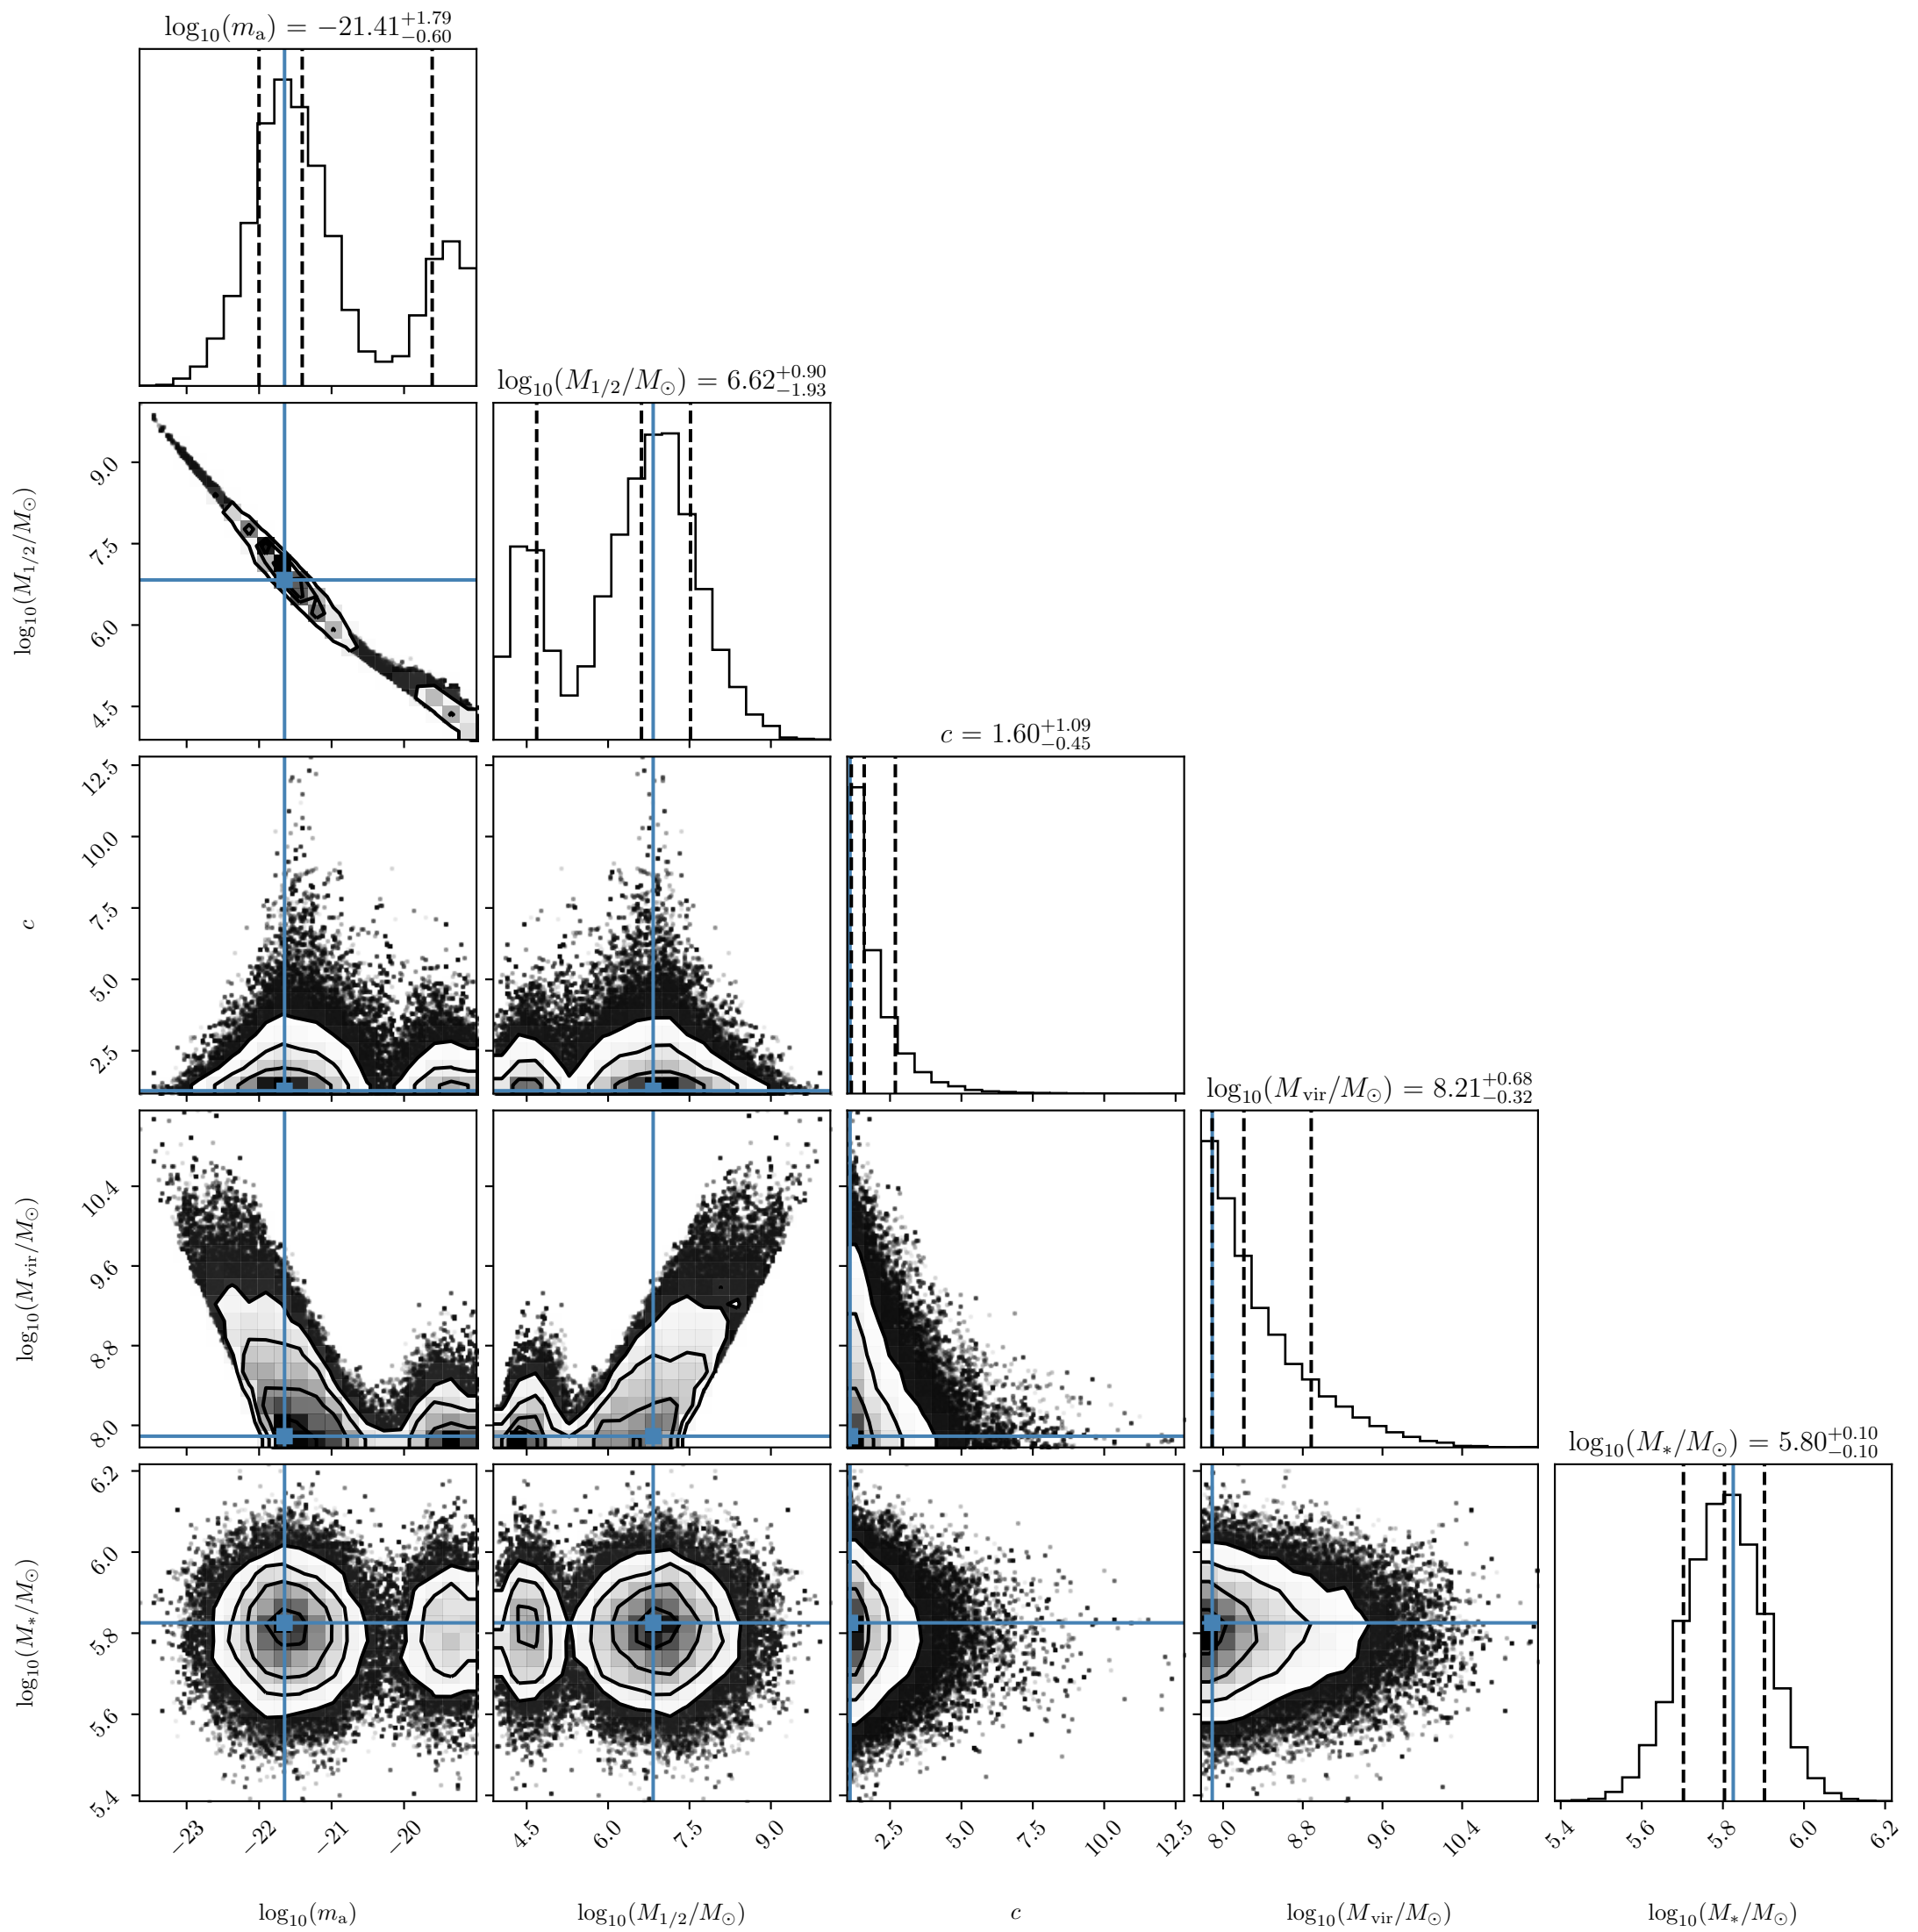 log₁₀(mₐ) = −21.41⁺¹·⁷⁹₋₀.₆₀
log₁₀(M₁/₂/M⊙) = 6.62⁺⁰·⁹⁰₋₁.₉₃
9.0
7.5
6.0
4.5
log₁₀(M₁/₂/M⊙)
c = 1.60⁺¹·⁰⁹₋₀.₄₅
12.5
10.0
7.5
5.0
2.5
c
log₁₀(Mᵥᵢᵣ/M⊙) = 8.21⁺⁰·⁶⁸₋₀.₃₂
10.4
9.6
8.8
8.0
log₁₀(Mᵥᵢᵣ/M⊙)
log₁₀(M∗/M⊙) = 5.80⁺⁰·¹⁰₋₀.₁₀
6.2
6.0
5.8
5.6
5.4
log₁₀(M∗/M⊙)
−23 −22 −21 −20 4.5 6.0 7.5 9.0 2.5 5.0 7.5 10.0 12.5 8.0 8.8 9.6 10.4 5.4 5.6 5.8 6.0 6.2
log₁₀(mₐ) log₁₀(M₁/₂/M⊙) c log₁₀(Mᵥᵢᵣ/M⊙) log₁₀(M∗/M⊙)